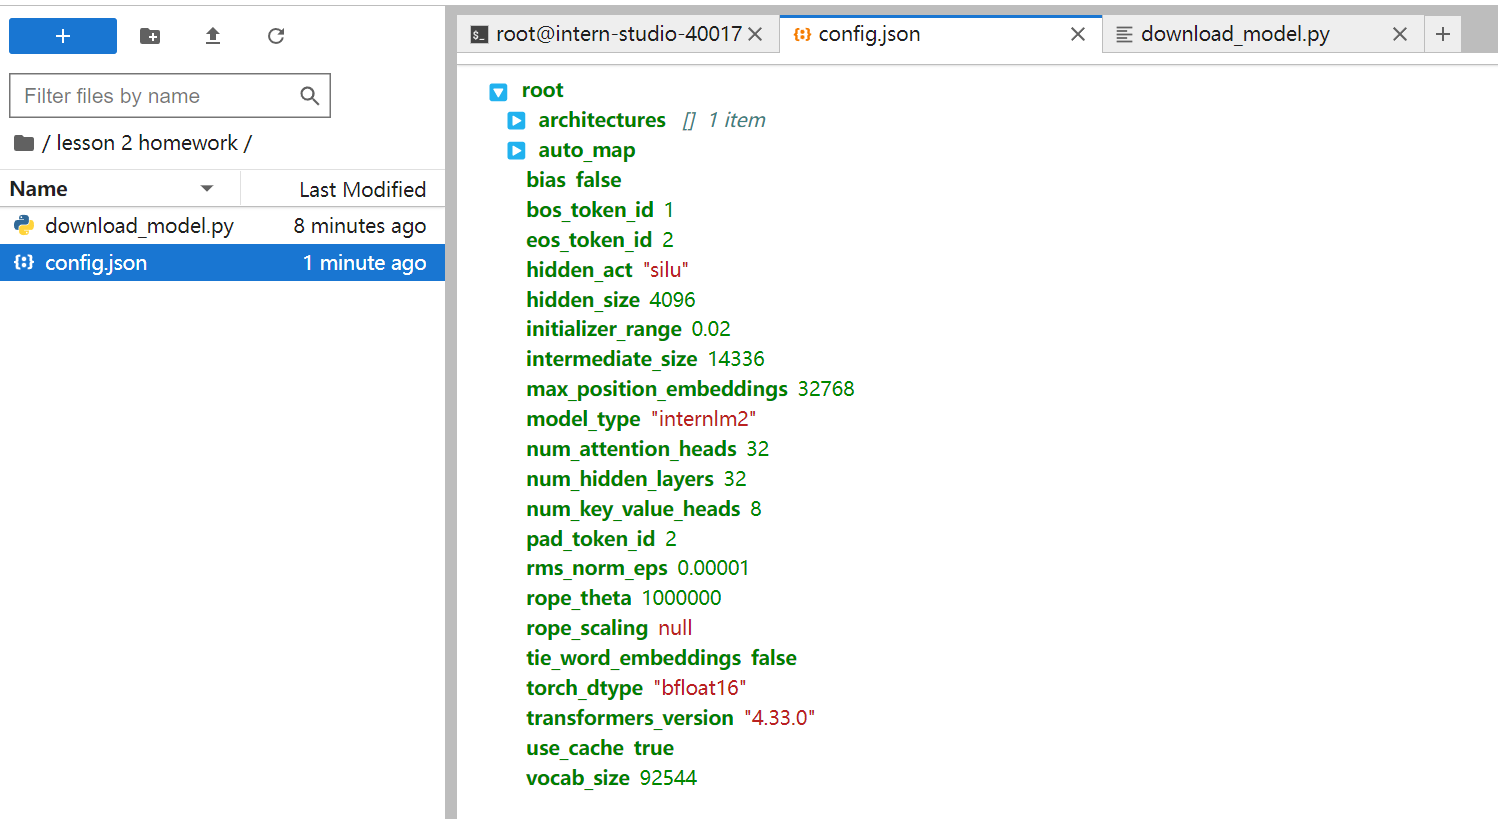 +
Filter files by name
/ lesson 2 homework /
Name Last Modified
download_model.py 8 minutes ago
config.json 1 minute ago
root@intern-studio-40017
config.json
download_model.py
+
root
architectures [] 1 item
auto_map
bias false
bos_token_id 1
eos_token_id 2
hidden_act "silu"
hidden_size 4096
initializer_range 0.02
intermediate_size 14336
max_position_embeddings 32768
model_type "internlm2"
num_attention_heads 32
num_hidden_layers 32
num_key_value_heads 8
pad_token_id 2
rms_norm_eps 0.00001
rope_theta 1000000
rope_scaling null
tie_word_embeddings false
torch_dtype "bfloat16"
transformers_version "4.33.0"
use_cache true
vocab_size 92544